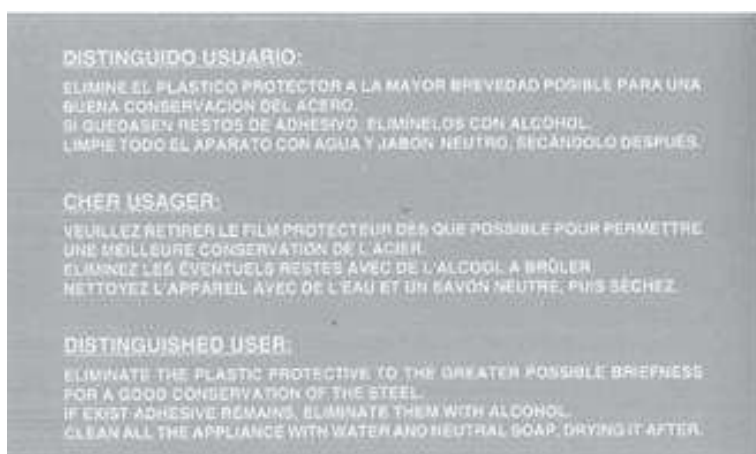 DISTINGUIDO USUARIO:
ELIMINE EL PLASTICO PROTECTOR A LA MAYOR BREVEDAD POSIBLE PARA UNA
BUENA CONSERVACION DEL ACERO.
SI QUEDASEN RESTOS DE ADHESIVO, ELIMÍNELOS CON ALCOHOL.
LIMPIE TODO EL APARATO CON AGUA Y JABON NEUTRO, SECÁNDOLO DESPUÉS.
CHER USAGER:
VEUILLEZ RETIRER LE FILM PROTECTEUR DES QUE POSSIBLE POUR PERMETTRE
UNE MEILLEURE CONSERVATION DE L'ACIER.
ELIMINEZ LES ÉVENTUELS RESTES AVEC DE L'ALCOOL A BRÛLER
NETTOYEZ L'APPAREIL AVEC DE L'EAU ET UN SAVON NEUTRE, PUIS SÉCHEZ.
DISTINGUISHED USER:
ELIMINATE THE PLASTIC PROTECTIVE TO THE GREATER POSSIBLE BRIEFNESS
FOR A GOOD CONSERVATION OF THE STEEL.
IF EXIST ADHESIVE REMAINS, ELIMINATE THEM WITH ALCOHOL.
CLEAN ALL THE APPLIANCE WITH WATER AND NEUTRAL SOAP, DRYING IT AFTER.